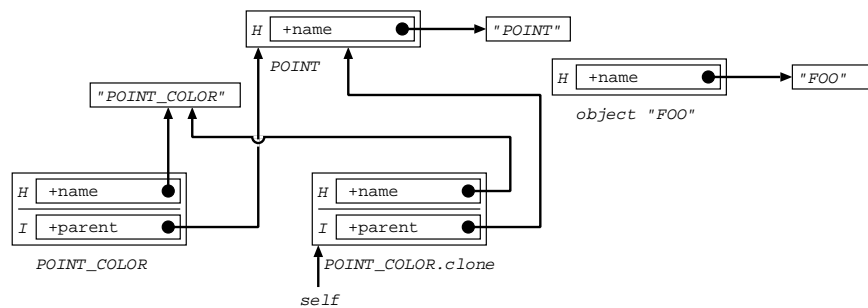 H +name "POINT"
POINT
H +name "FOO"
object "FOO"
"POINT_COLOR"
H +name
I +parent
POINT_COLOR
H +name
I +parent
POINT_COLOR.clone
self